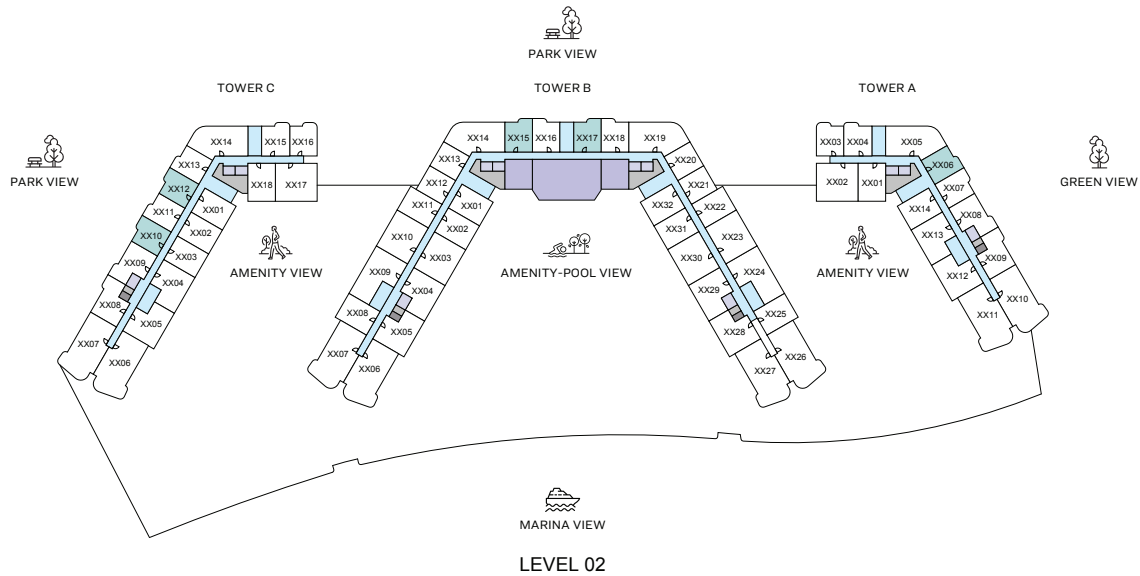 PARK VIEW
TOWER C
TOWER B
TOWER A
PARK VIEW
GREEN VIEW
XX14
XX15
XX16
XX13
XX12
XX11
XX10
XX09
XX08
XX07
XX06
XX05
XX04
XX03
XX02
XX01
XX18
XX17
AMENITY VIEW
XX14
XX15
XX16
XX17
XX18
XX19
XX13
XX12
XX11
XX10
XX09
XX08
XX07
XX06
XX05
XX04
XX03
XX02
XX01
AMENITY-POOL VIEW
XX20
XX21
XX22
XX23
XX24
XX25
XX26
XX27
XX28
XX29
XX30
XX31
XX32
AMENITY VIEW
XX03
XX04
XX05
XX06
XX02
XX01
XX07
XX08
XX09
XX10
XX11
XX12
XX13
XX14
MARINA VIEW
LEVEL 02